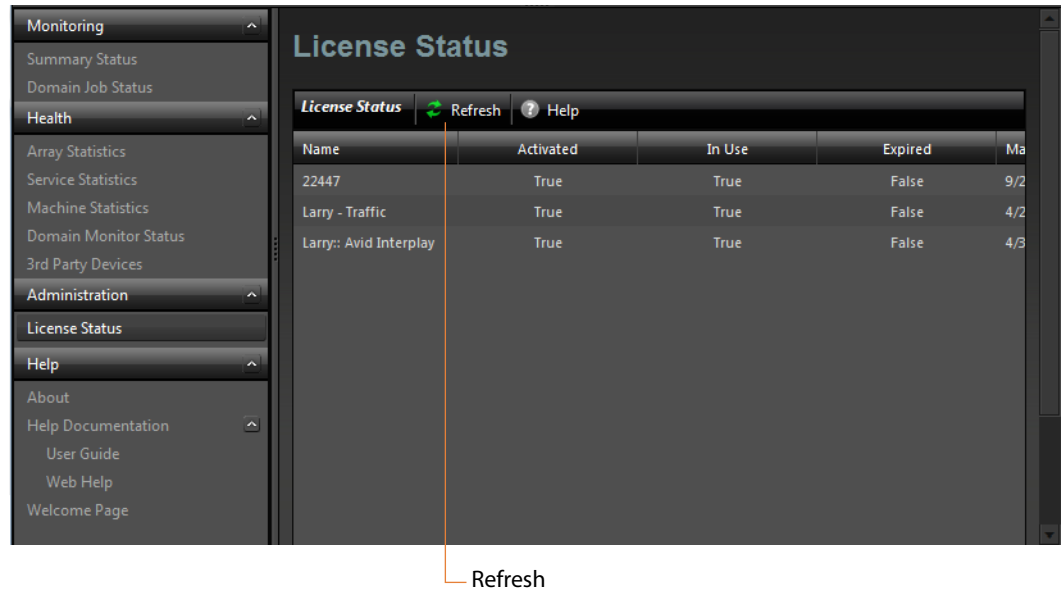 Monitoring
Summary Status
Domain Job Status
Health
Array Statistics
Service Statistics
Machine Statistics
Domain Monitor Status
3rd Party Devices
Administration
License Status
Help
About
Help Documentation
User Guide
Web Help
Welcome Page
License Status
License Status Refresh ? Help
Name Activated In Use Expired Ma
22447 True True False 9/2
Larry - Traffic True True False 4/2
Larry:: Avid Interplay True True False 4/3
Refresh